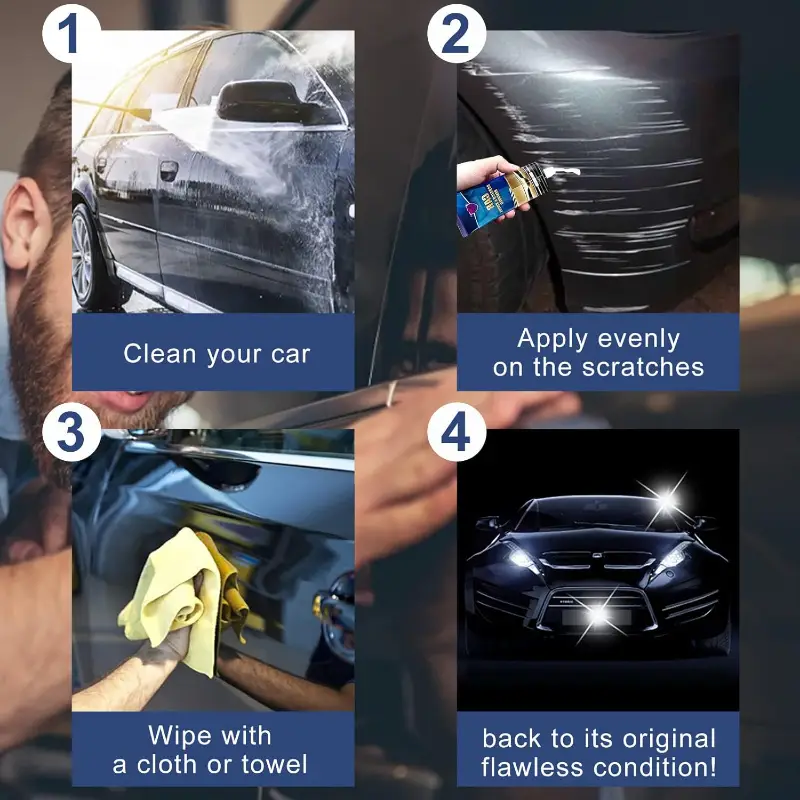 1
Clean your car
2
Apply evenly
on the scratches
3
Wipe with
a cloth or towel
4
back to its original
flawless condition!